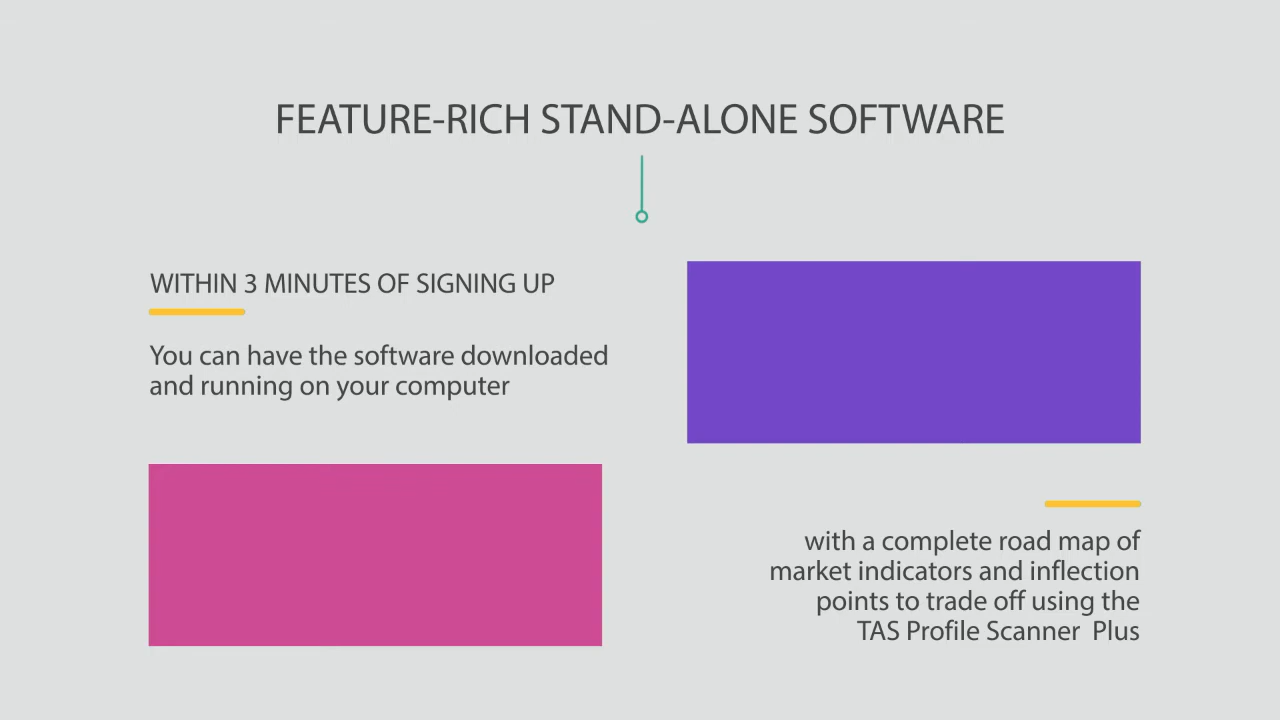 FEATURE-RICH STAND-ALONE SOFTWARE
WITHIN 3 MINUTES OF SIGNING UP
You can have the software downloaded
and running on your computer
with a complete road map of
market indicators and inflection
points to trade off using the
TAS Profile Scanner  Plus